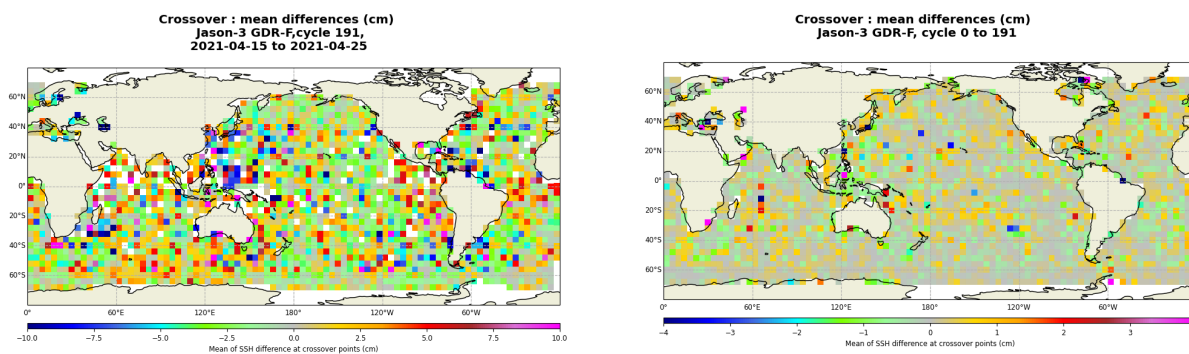 Crossover : mean differences (cm)
Jason-3 GDR-F,cycle 191,
2021-04-15 to 2021-04-25
60°N
40°N
20°N
0°
20°S
40°S
60°S
0° 60°E 120°E 180° 120°W 60°W
−10.0 −7.5 −5.0 −2.5 0.0 2.5 5.0 7.5 10.0
Mean of SSH difference at crossover points (cm)
Crossover : mean differences (cm)
Jason-3 GDR-F, cycle 0 to 191
60°N
40°N
20°N
0°
20°S
40°S
60°S
0° 60°E 120°E 180° 120°W 60°W
−4 −3 −2 −1 0 1 2 3
Mean of SSH difference at crossover points (cm)